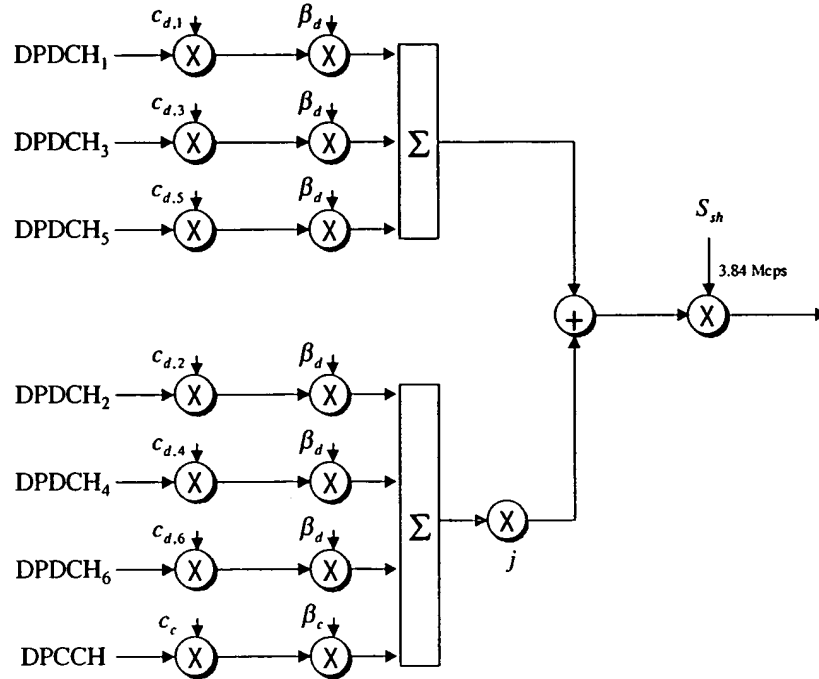 c_{d,1} β_d
DPDCH_1 X X
c_{d,3} β_d
DPDCH_3 X X Σ
c_{d,5} β_d
DPDCH_5 X X
S_{sh}
3.84 Mcps
+ X
c_{d,2} β_d
DPDCH_2 X X
c_{d,4} β_d
DPDCH_4 X X
Σ X
j
c_{d,6} β_d
DPDCH_6 X X
c_c β_c
DPCCH X X